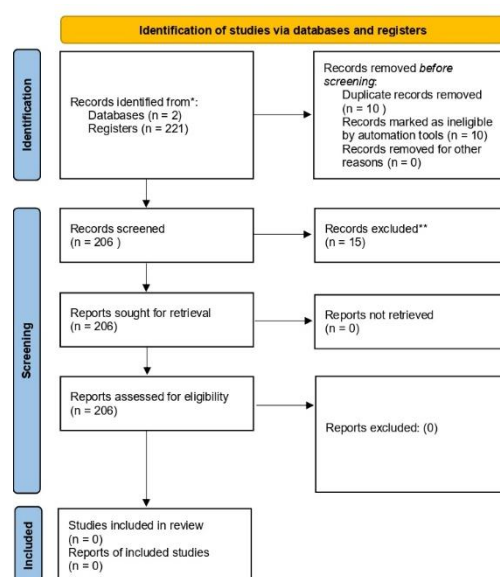 Identification of studies via databases and registers
Identification
Records identified from*:
Databases (n = 2)
Registers (n = 221)
Records removed before
screening:
Duplicate records removed
(n = 10 )
Records marked as ineligible
by automation tools (n = 10)
Records removed for other
reasons (n = 0)
Screening
Records screened
(n = 206 )
Records excluded**
(n = 15)
Reports sought for retrieval
(n = 206)
Reports not retrieved
(n = 0)
Reports assessed for eligibility
(n = 206)
Reports excluded: (0)
Included
Studies included in review
(n = 0)
Reports of included studies
(n = 0)